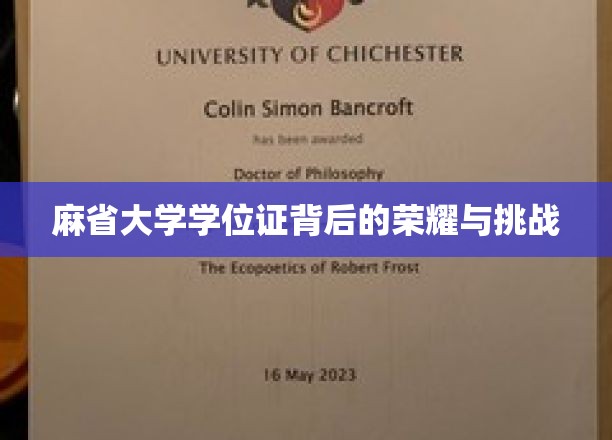 UNIVERSITY OF CHICHESTER
Colin Simon Bancroft
has been awarded
Doctor of Philosophy
麻省大学学位证背后的荣耀与挑战
The Ecopoetics of Robert Frost
16 May 2023